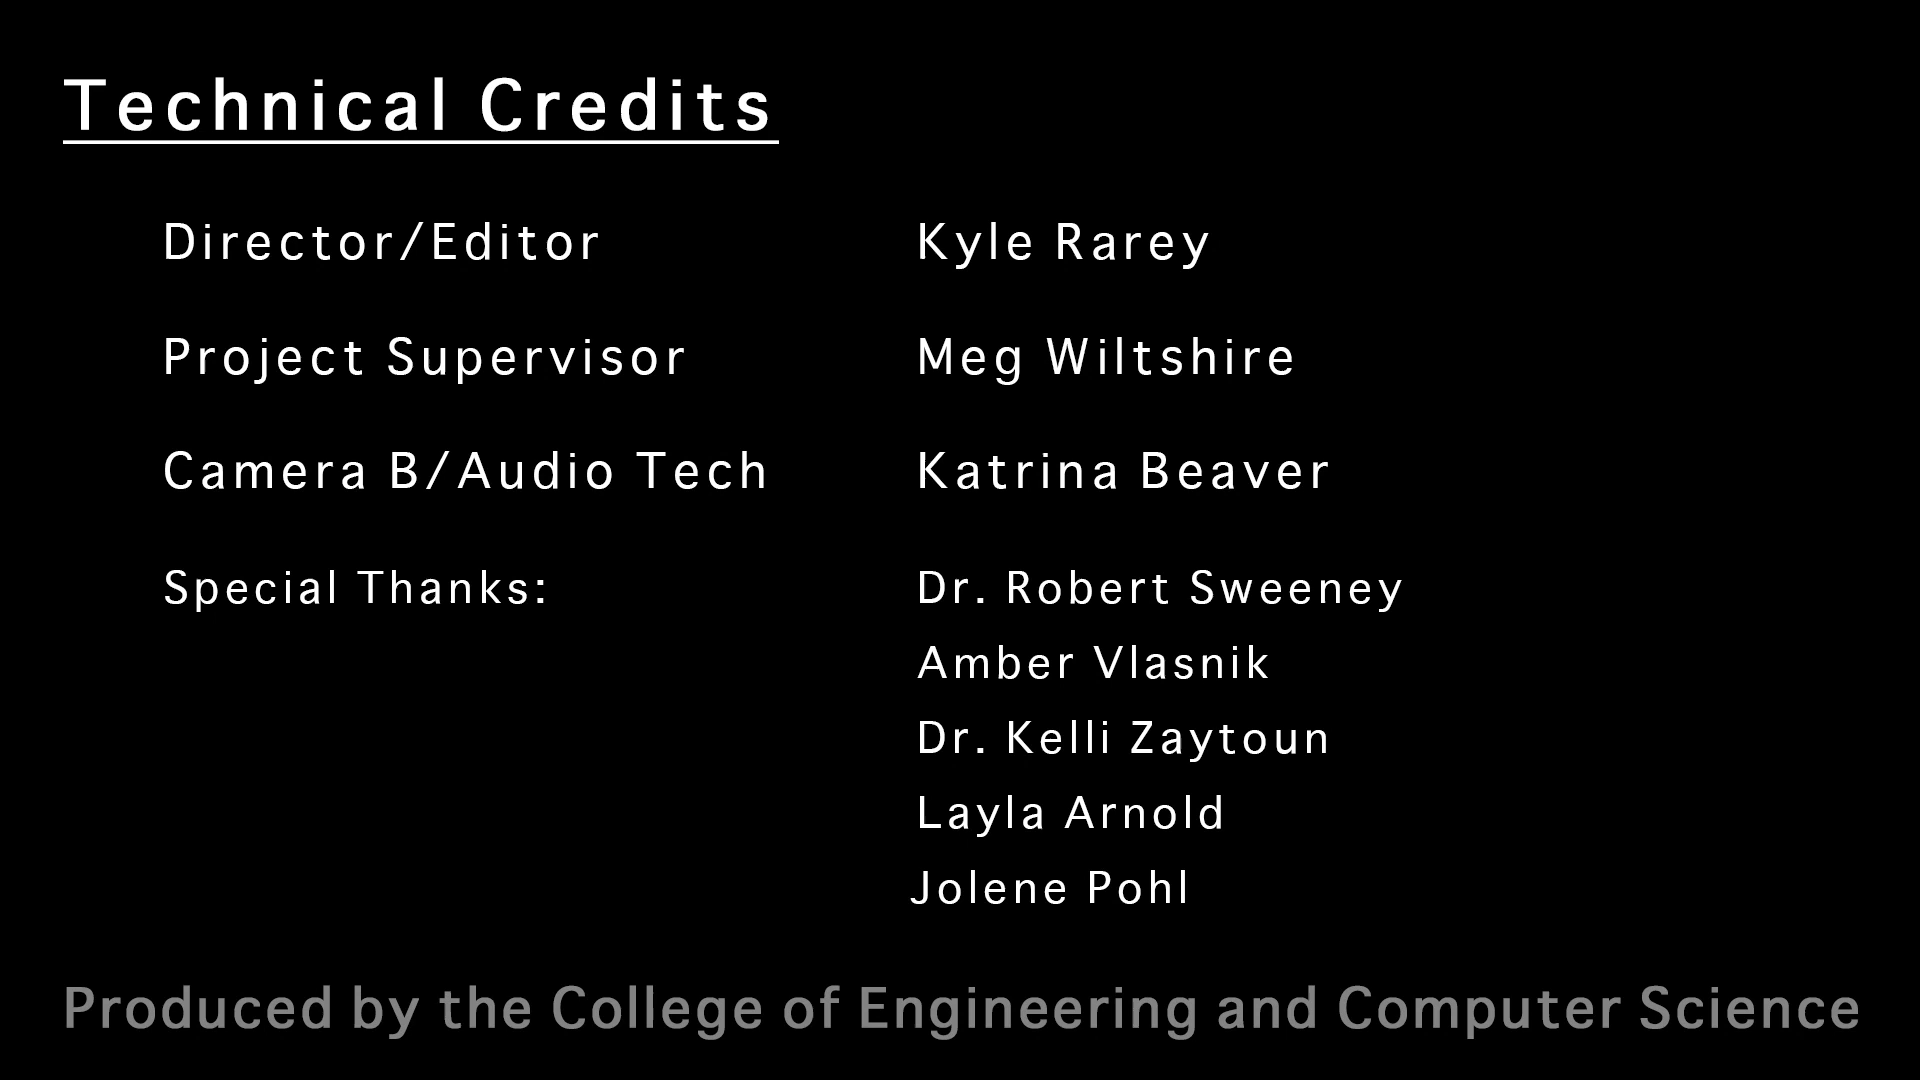 Technical Credits
Director/Editor Kyle Rarey
Project Supervisor Meg Wiltshire
Camera B/Audio Tech Katrina Beaver
Special Thanks: Dr. Robert Sweeney
Amber Vlasnik
Dr. Kelli Zaytoun
Layla Arnold
Jolene Pohl
Produced by the College of Engineering and Computer Science